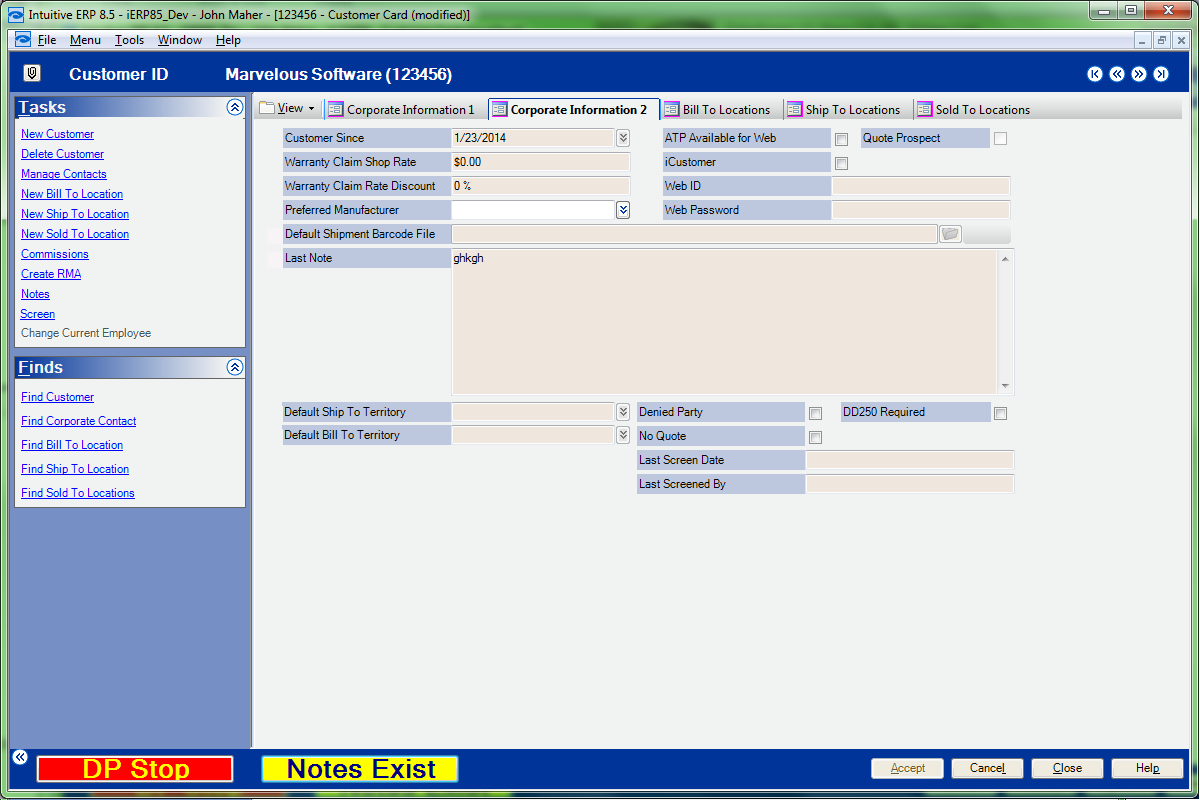 Intuitive ERP 8.5 - iERP85_Dev - John Maher - [123456 - Customer Card (modified)]
File Menu Tools Window Help
Customer ID Marvelous Software (123456)
Tasks
New Customer
Delete Customer
Manage Contacts
New Bill To Location
New Ship To Location
New Sold To Location
Commissions
Create RMA
Notes
Screen
Change Current Employee
Finds
Find Customer
Find Corporate Contact
Find Bill To Location
Find Ship To Location
Find Sold To Locations
View Corporate Information 1 Corporate Information 2 Bill To Locations Ship To Locations Sold To Locations
Customer Since 1/23/2014 ATP Available for Web Quote Prospect
Warranty Claim Shop Rate $0.00 iCustomer
Warranty Claim Rate Discount 0 % Web ID
Preferred Manufacturer Web Password
Default Shipment Barcode File
Last Note ghkgh
Default Ship To Territory Denied Party DD250 Required
Default Bill To Territory No Quote
Last Screen Date
Last Screened By
DP Stop Notes Exist Accept Cancel Close Help